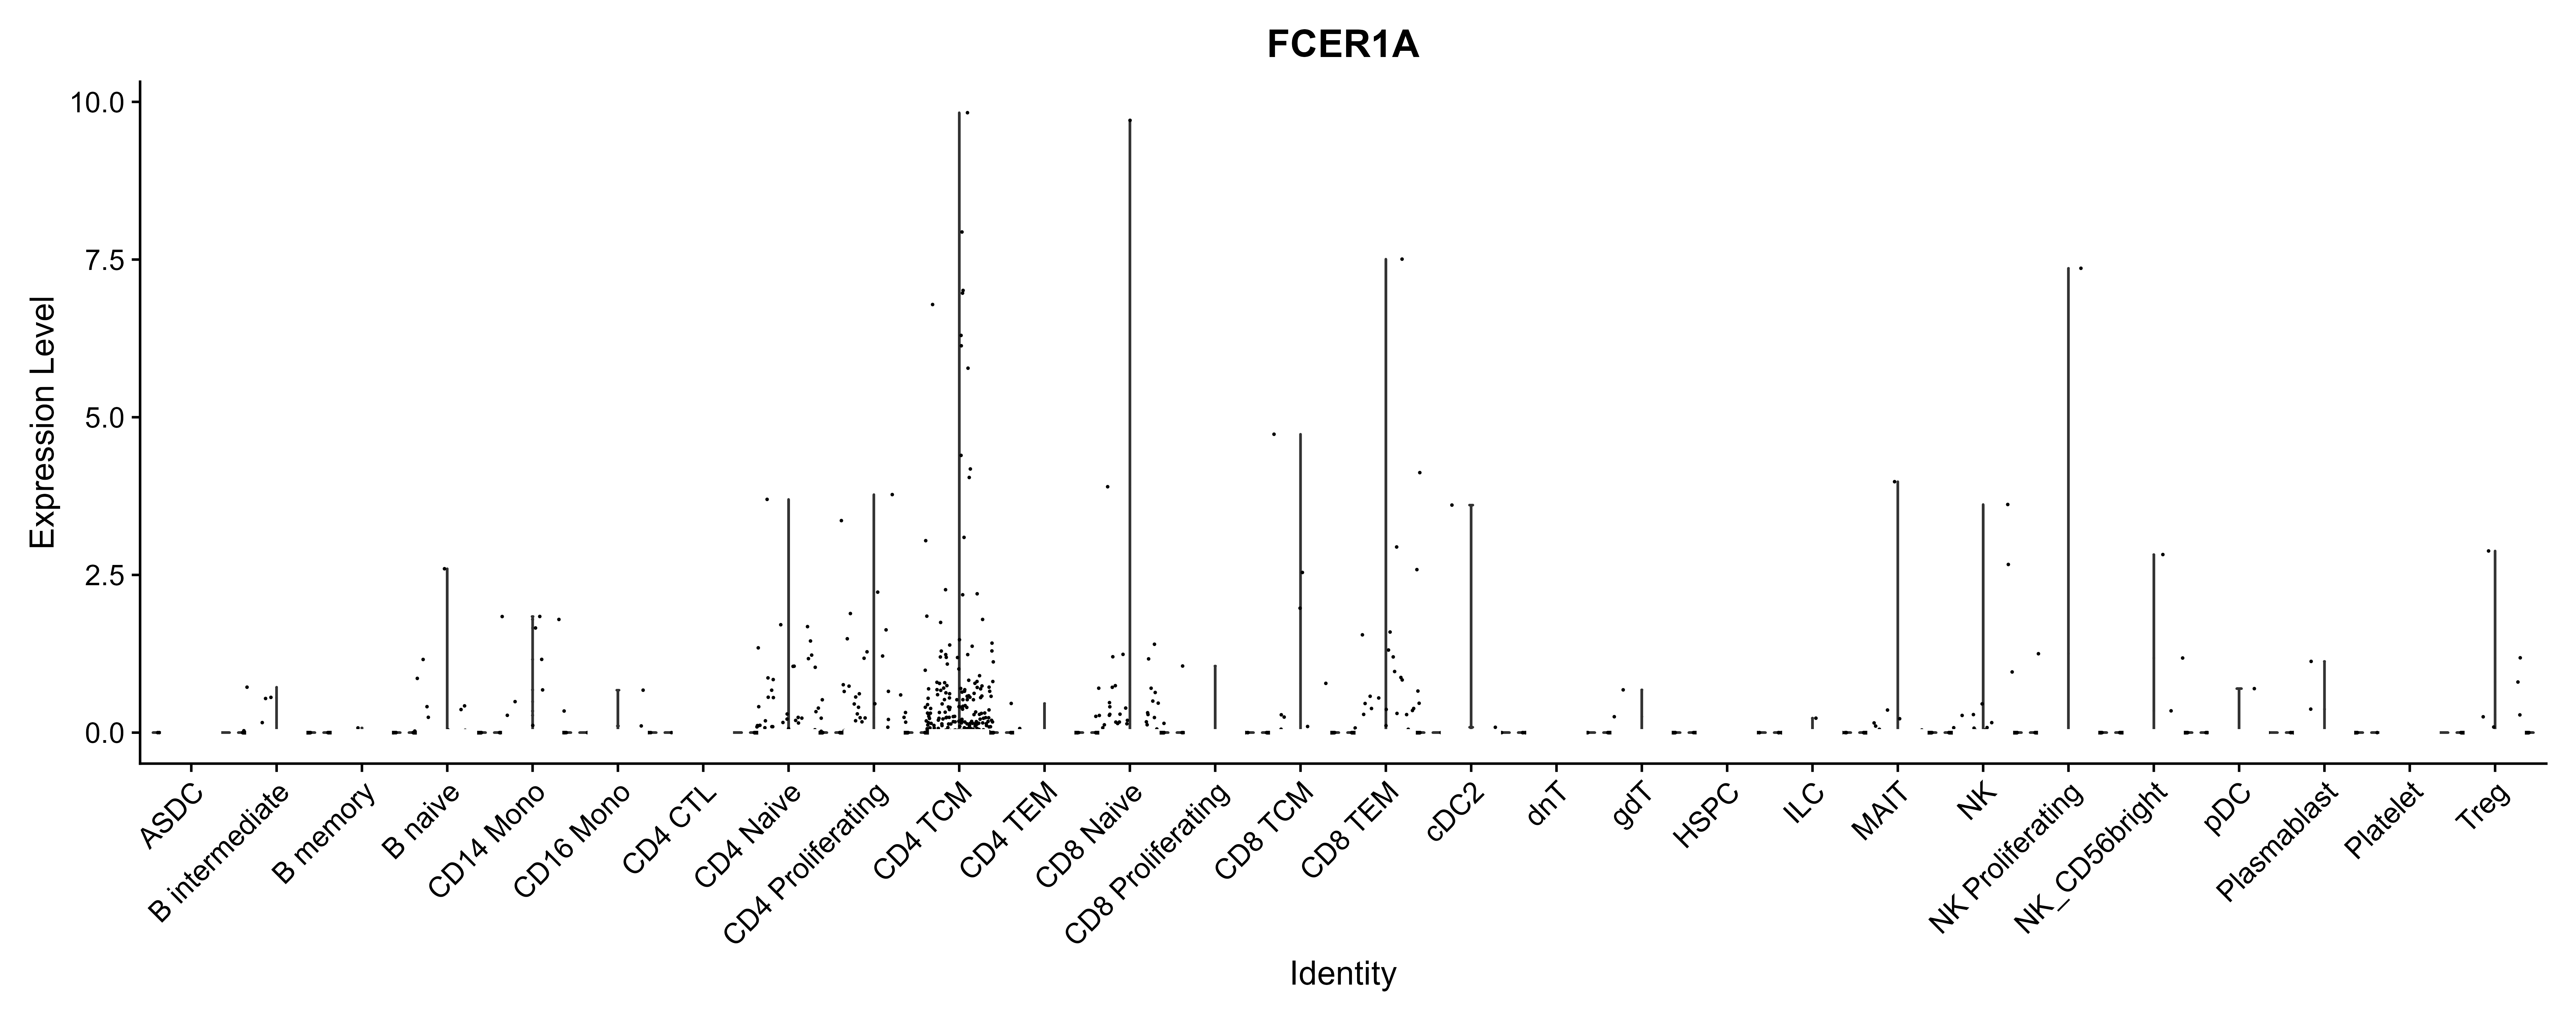 FCER1A
Expression Level
10.0
7.5
5.0
2.5
0.0
ASDC
B intermediate
B memory
B naive
CD14 Mono
CD16 Mono
CD4 CTL
CD4 Naive
CD4 Proliferating
CD4 TCM
CD4 TEM
CD8 Naive
CD8 Proliferating
CD8 TCM
CD8 TEM
cDC2
dnT
gdT
HSPC
ILC
MAIT
NK
NK Proliferating
NK_CD56bright
pDC
Plasmablast
Platelet
Treg
Identity